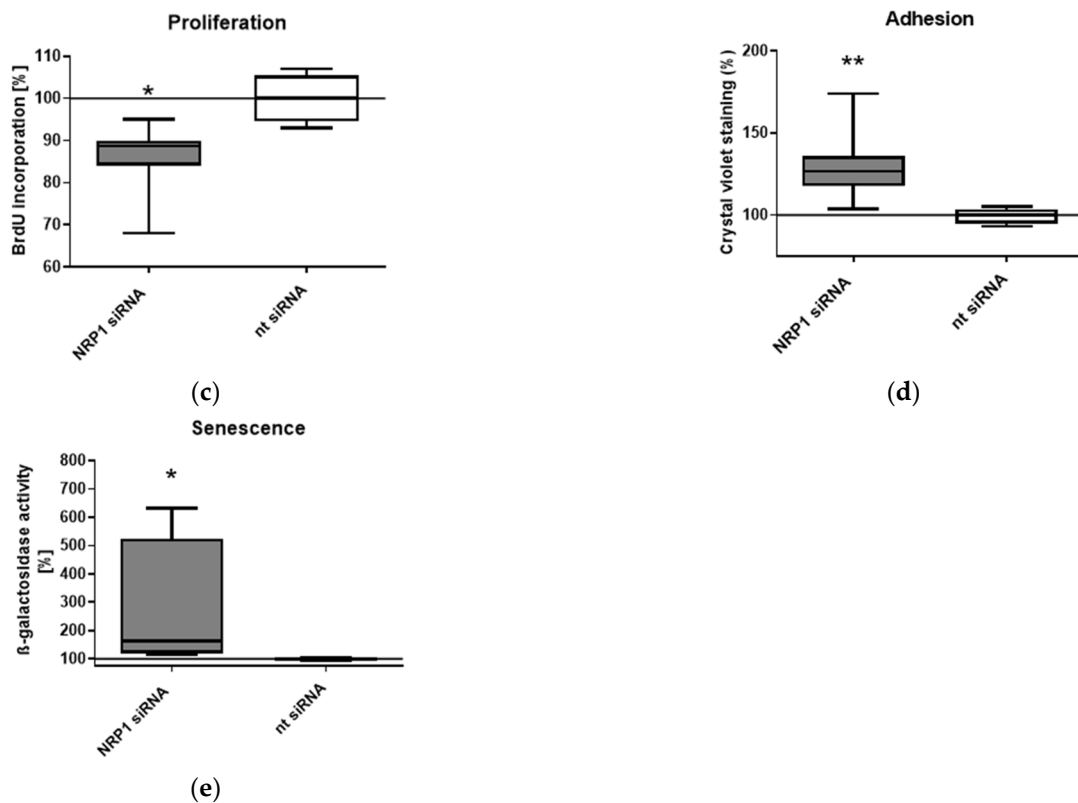 Proliferation
BrdU incorporation [%]
110
100
90
80
70
60
*
NRP1 siRNA
nt siRNA
(c)
Adhesion
Crystal violet staining (%)
200
150
100
**
NRP1 siRNA
nt siRNA
(d)
Senescence
ß-galactosidase activity
[%]
800
700
600
500
400
300
200
100
*
NRP1 siRNA
nt siRNA
(e)